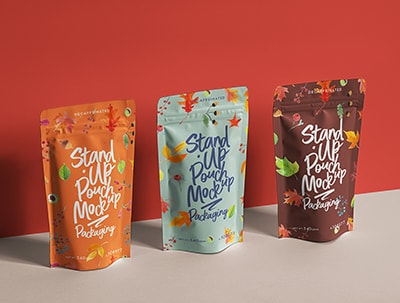 Stand
Up
Pouch
Mockup
Packaging
Stand
Up
Pouch
Mockup
Packaging
Stand
Up
Pouch
Mockup
Packaging